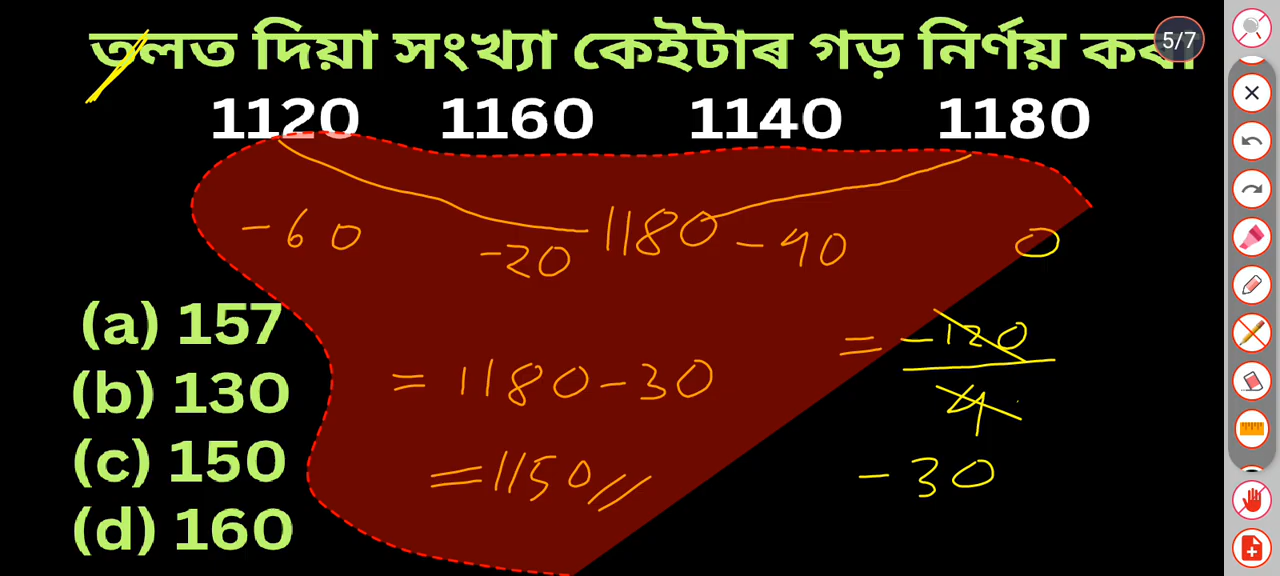 তলত দিয়া সংখ্যা কেইটাৰ গড় নিৰ্ণয় কৰা
5/7
1120 1160 1140 1180
-60 -20 1180 -40 0
(a) 157
(b) 130
(c) 150
(d) 160
= 1180-30
= 1150//
= -120
4
-30